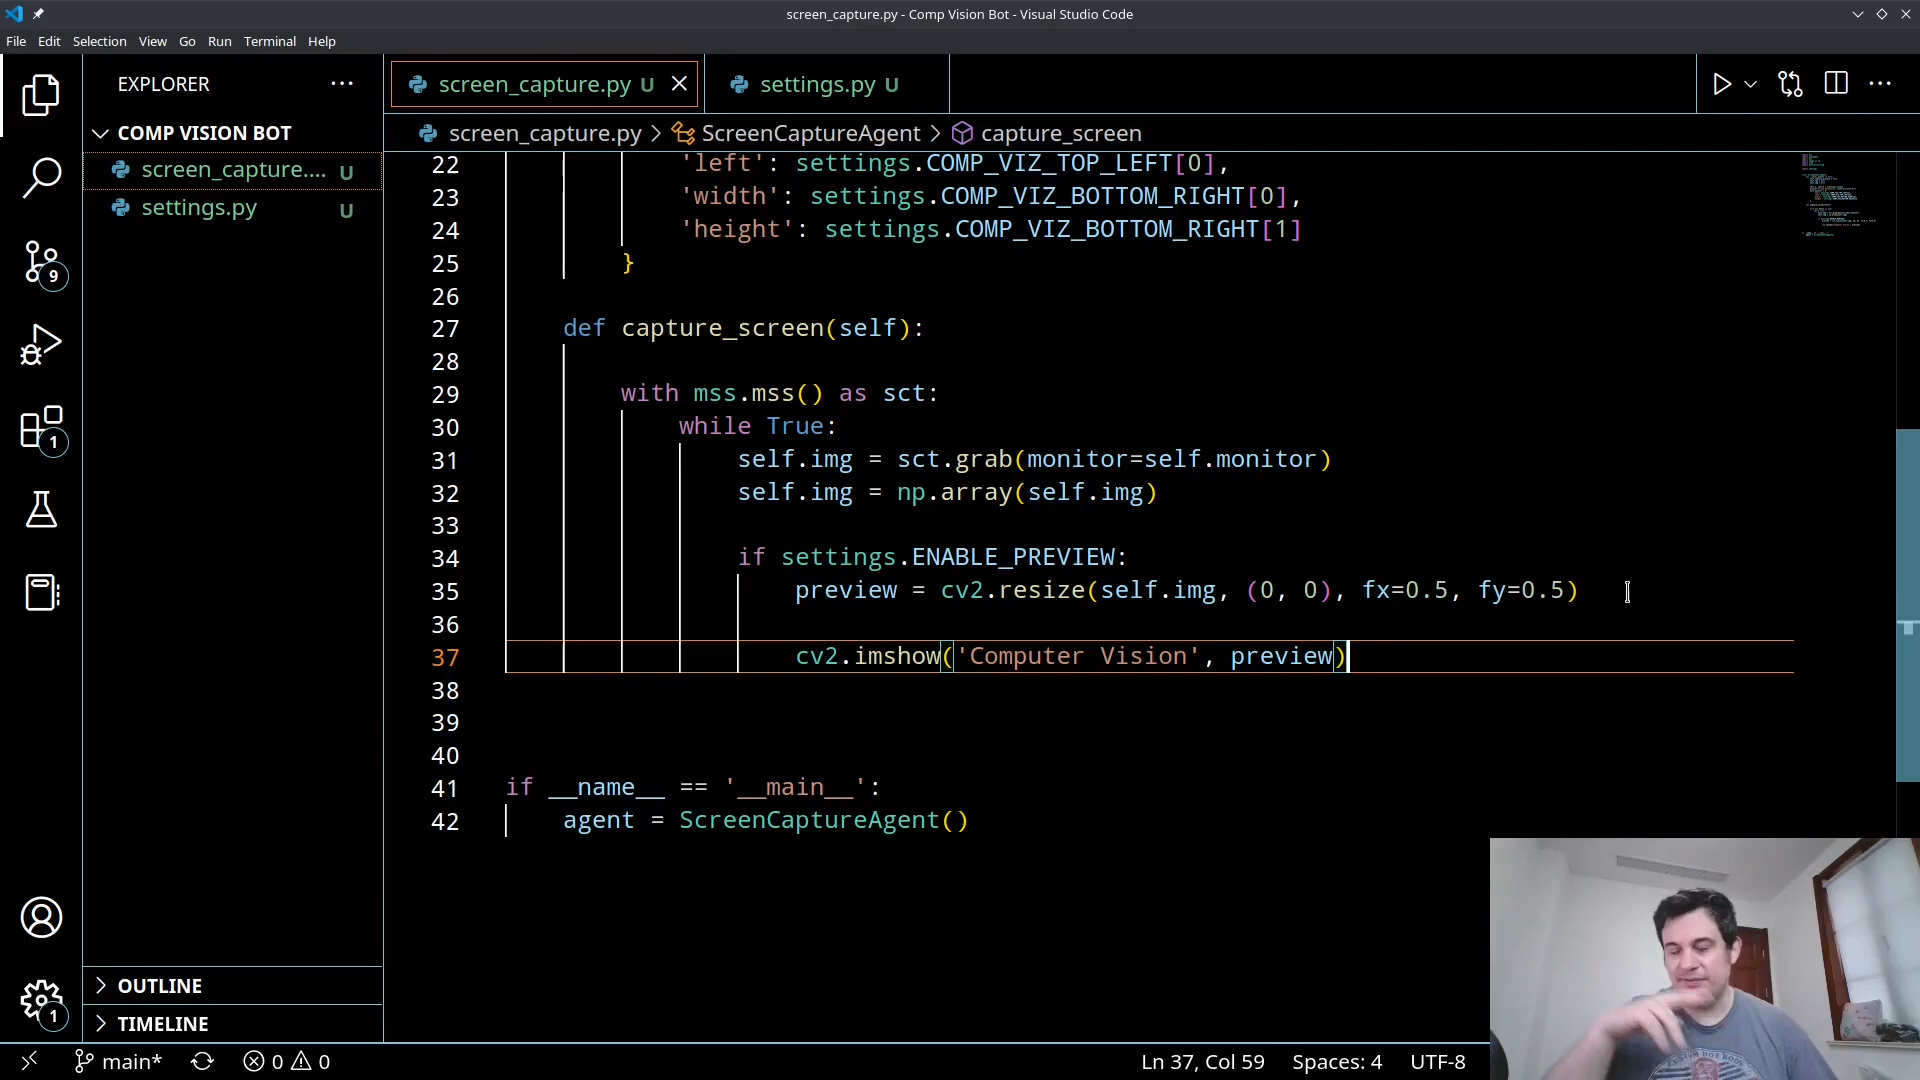 screen_capture.py - Comp Vision Bot - Visual Studio Code
File Edit Selection View Go Run Terminal Help
EXPLORER
screen_capture.py U
settings.py U
COMP VISION BOT
screen_capture.py > ScreenCaptureAgent > capture_screen
screen_capture.... U
settings.py U
22 'left': settings.COMP_VIZ_TOP_LEFT[0],
23 'width': settings.COMP_VIZ_BOTTOM_RIGHT[0],
24 'height': settings.COMP_VIZ_BOTTOM_RIGHT[1]
25 }
26
27 def capture_screen(self):
28
29 with mss.mss() as sct:
30 while True:
31 self.img = sct.grab(monitor=self.monitor)
32 self.img = np.array(self.img)
33
34 if settings.ENABLE_PREVIEW:
35 preview = cv2.resize(self.img, (0, 0), fx=0.5, fy=0.5)
36
37 cv2.imshow('Computer Vision', preview)
38
39
40
41 if __name__ == '__main__':
42 agent = ScreenCaptureAgent()
9
1
1
OUTLINE
TIMELINE
main* 0 0 Ln 37, Col 59 Spaces: 4 UTF-8